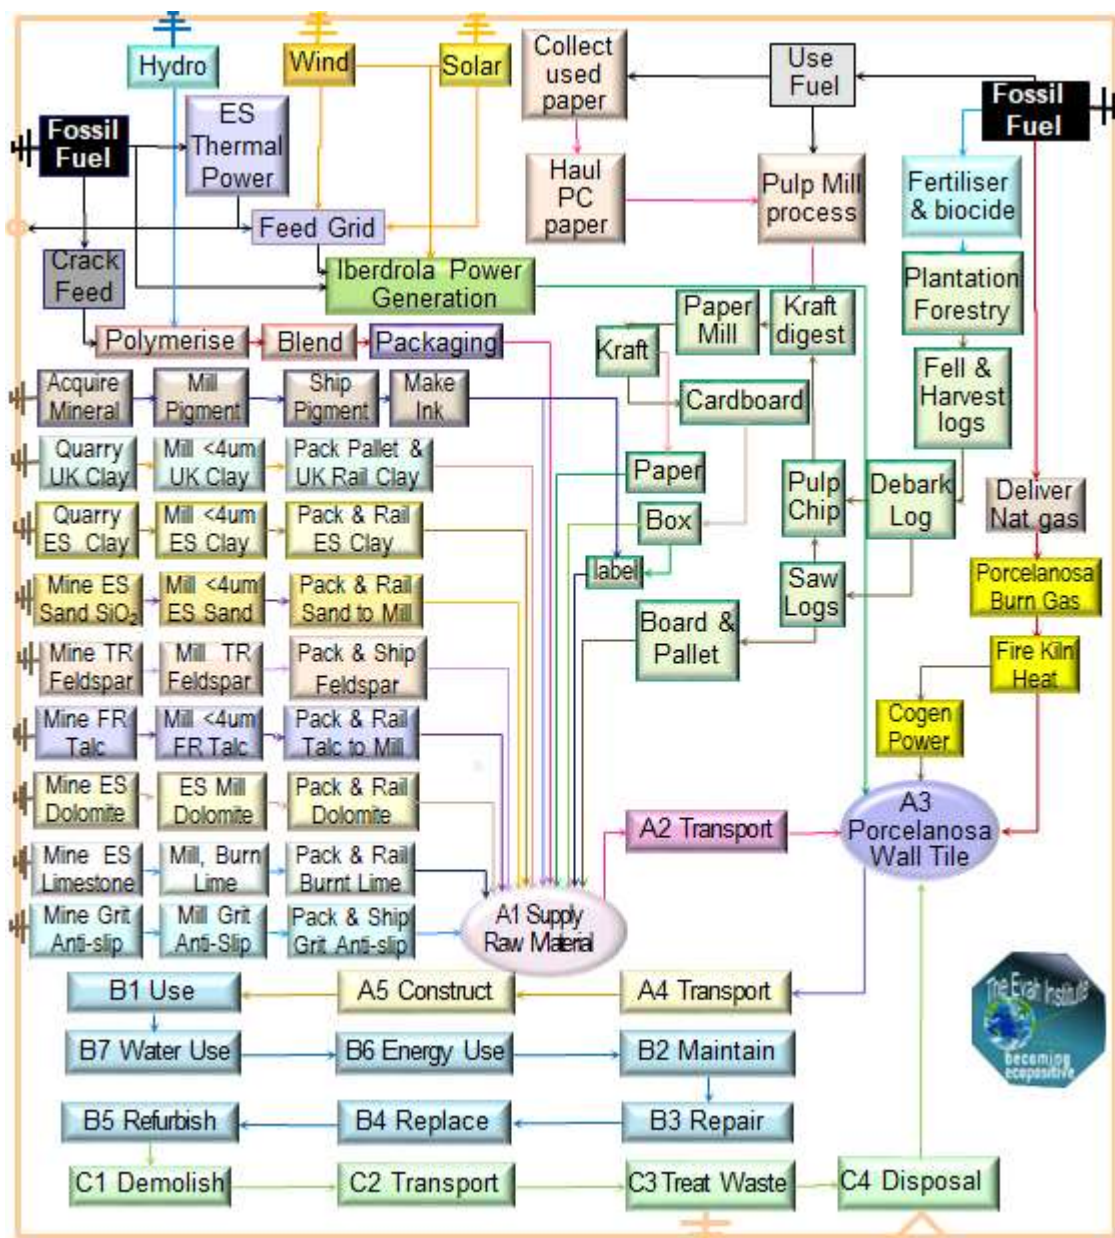 Hydro
Wind
Solar
Collect
used
paper
Use
Fuel
Fossil
Fuel
Fossil
Fuel
ES
Thermal
Power
Haul
PC
paper
Pulp Mill
process
Fertiliser
& biocide
Feed Grid
Crack
Feed
Iberdrola Power
Generation
Paper
Mill
Kraft
digest
Plantation
Forestry
Polymerise
Blend
Packaging
Kraft
Fell &
Harvest
logs
Acquire
Mineral
Mill
Pigment
Ship
Pigment
Make
Ink
Cardboard
Quarry
UK Clay
Mill <4um
UK Clay
Pack Pallet &
UK Rail Clay
Paper
Pulp
Chip
Debark
Log
Deliver
Nat gas
Quarry
ES Clay
Mill <4um
ES Clay
Pack & Rail
ES Clay
Box
label
Saw
Logs
Porcelanosa
Burn Gas
Mine ES
Sand SiO₂
Mill <4um
ES Sand
Pack & Rail
Sand to Mill
Board &
Pallet
Mine TR
Feldspar
Mill TR
Feldspar
Pack & Ship
Feldspar
Fire Kiln
Heat
Mine FR
Talc
Mill <4um
FR Talc
Pack & Rail
Talc to Mill
Cogen
Power
Mine ES
Dolomite
ES Mill
Dolomite
Pack & Rail
Dolomite
A2 Transport
A3
Porcelanosa
Wall Tile
Mine ES
Limestone
Mill, Burn
Lime
Pack & Rail
Burnt Lime
Mine Grit
Anti-slip
Mill Grit
Anti-Slip
Pack & Ship
Grit Anti-slip
A1 Supply
Raw Material
B1 Use
A5 Construct
A4 Transport
The Evah Institute
becoming
ecopositive
B7 Water Use
B6 Energy Use
B2 Maintain
B5 Refurbish
B4 Replace
B3 Repair
C1 Demolish
C2 Transport
C3 Treat Waste
C4 Disposal